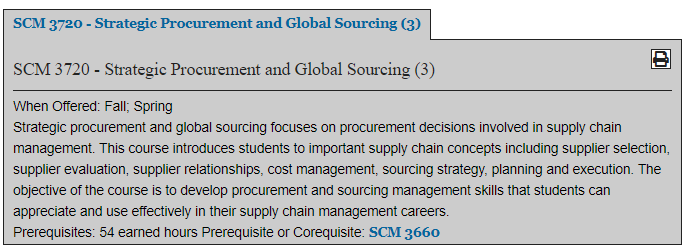 SCM 3720 - Strategic Procurement and Global Sourcing (3)
SCM 3720 - Strategic Procurement and Global Sourcing (3)
When Offered: Fall; Spring
Strategic procurement and global sourcing focuses on procurement decisions involved in supply chain
management. This course introduces students to important supply chain concepts including supplier selection,
supplier evaluation, supplier relationships, cost management, sourcing strategy, planning and execution. The
objective of the course is to develop procurement and sourcing management skills that students can
appreciate and use effectively in their supply chain management careers.
Prerequisites: 54 earned hours Prerequisite or Corequisite: SCM 3660